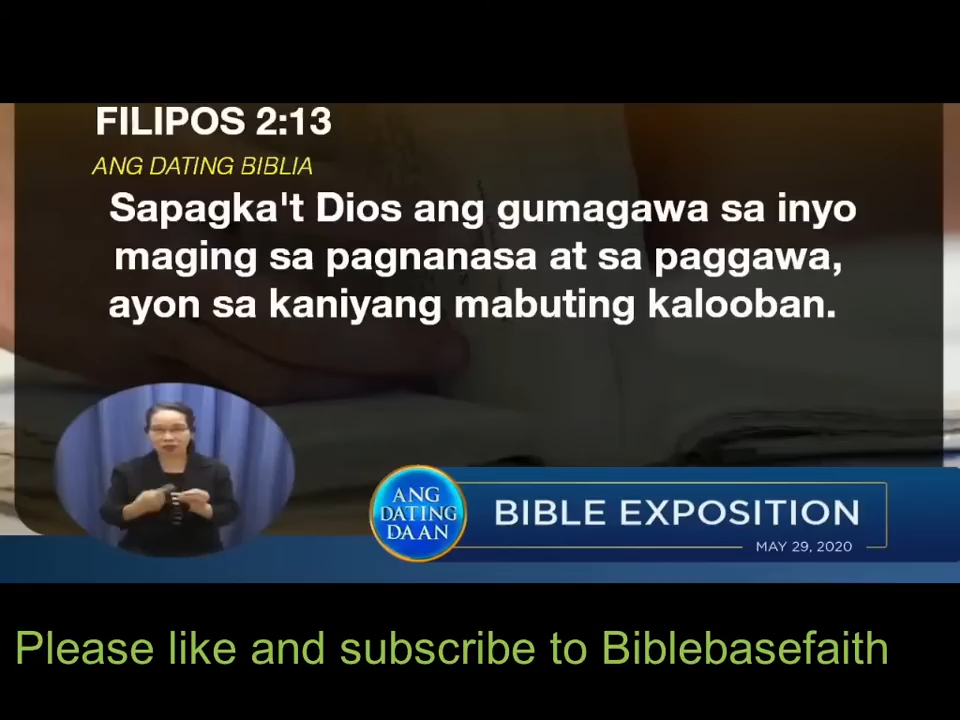 FILIPOS 2:13
ANG DATING BIBLIA
Sapagka't Dios ang gumagawa sa inyo
maging sa pagnanasa at sa paggawa,
ayon sa kaniyang mabuting kalooban.
ANG
DATING
DAAN
BIBLE EXPOSITION
MAY 29, 2020
Please like and subscribe to Biblebasefaith